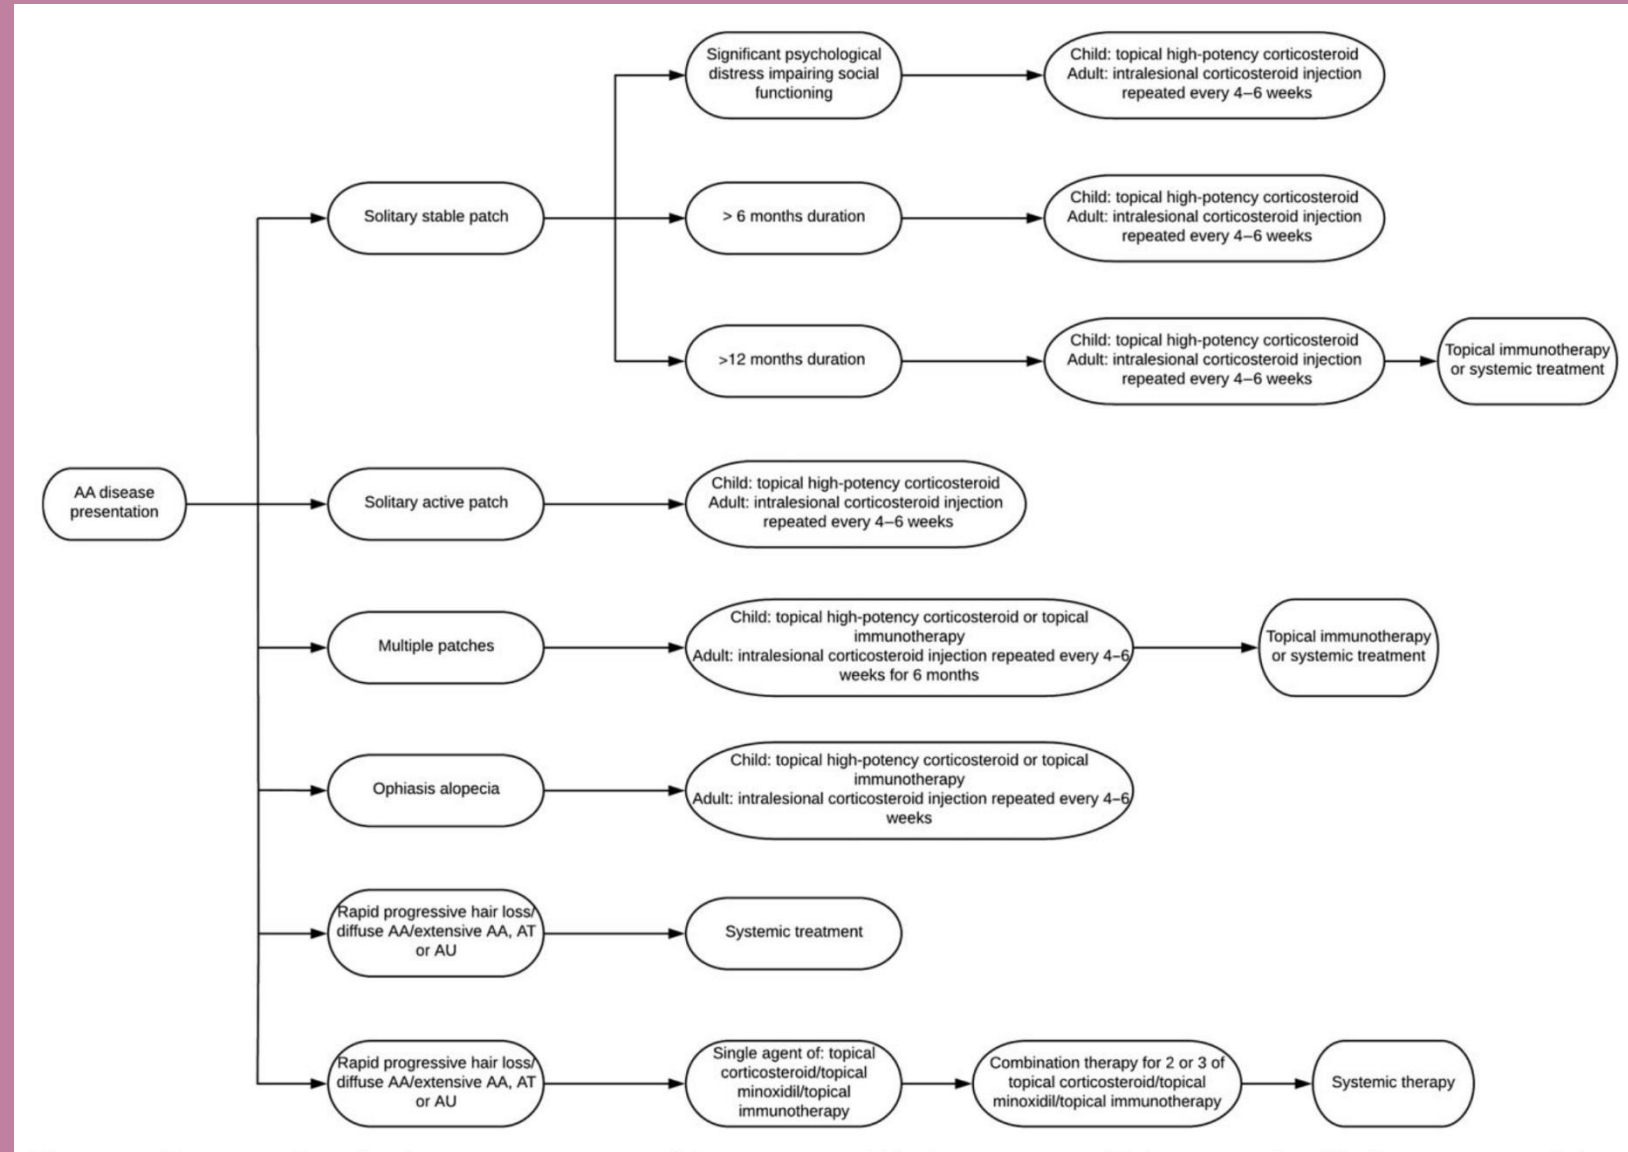 Significant psychological
distress impairing social
functioning
Child: topical high-potency corticosteroid
Adult: intralesional corticosteroid injection
repeated every 4–6 weeks
Solitary stable patch
> 6 months duration
Child: topical high-potency corticosteroid
Adult: intralesional corticosteroid injection
repeated every 4–6 weeks
>12 months duration
Child: topical high-potency corticosteroid
Adult: intralesional corticosteroid injection
repeated every 4–6 weeks
Topical immunotherapy
or systemic treatment
AA disease
presentation
Solitary active patch
Child: topical high-potency corticosteroid
Adult: intralesional corticosteroid injection
repeated every 4–6 weeks
Multiple patches
Child: topical high-potency corticosteroid or topical
immunotherapy
Adult: intralesional corticosteroid injection repeated every 4–6
weeks for 6 months
Topical immunotherapy
or systemic treatment
Ophiasis alopecia
Child: topical high-potency corticosteroid or topical
immunotherapy
Adult: intralesional corticosteroid injection repeated every 4–6
weeks
Rapid progressive hair loss/
diffuse AA/extensive AA, AT
or AU
Systemic treatment
Rapid progressive hair loss/
diffuse AA/extensive AA, AT
or AU
Single agent of: topical
corticosteroid/topical
minoxidil/topical
immunotherapy
Combination therapy for 2 or 3 of
topical corticosteroid/topical
minoxidil/topical immunotherapy
Systemic therapy